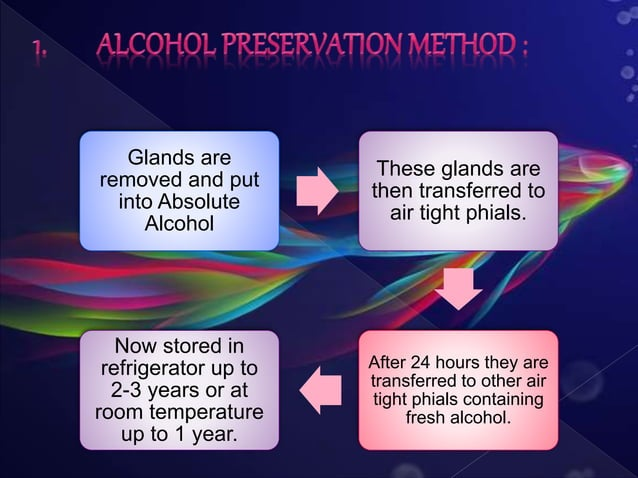 1. ALCOHOL PRESERVATION METHOD :
Glands are
removed and put
into Absolute
Alcohol
These glands are
then transferred to
air tight phials.
After 24 hours they are
transferred to other air
tight phials containing
fresh alcohol.
Now stored in
refrigerator up to
2-3 years or at
room temperature
up to 1 year.